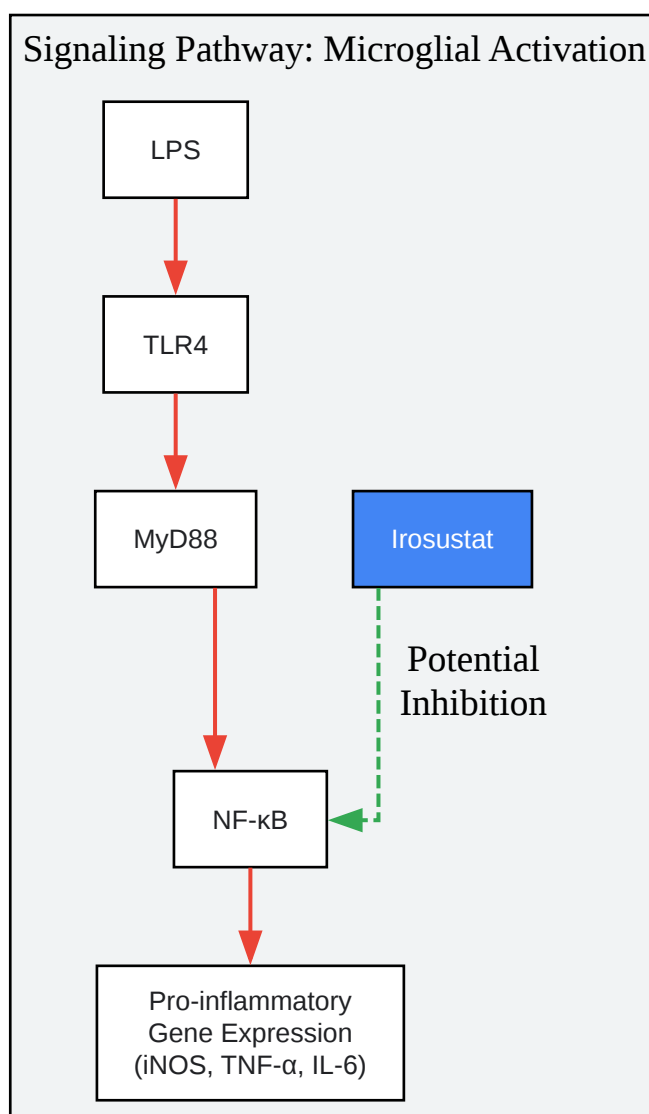 Signaling Pathway: Microglial Activation
LPS
TLR4
MyD88
Irosustat
Potential
Inhibition
NF-κB
Pro-inflammatory
Gene Expression
(iNOS, TNF-α, IL-6)